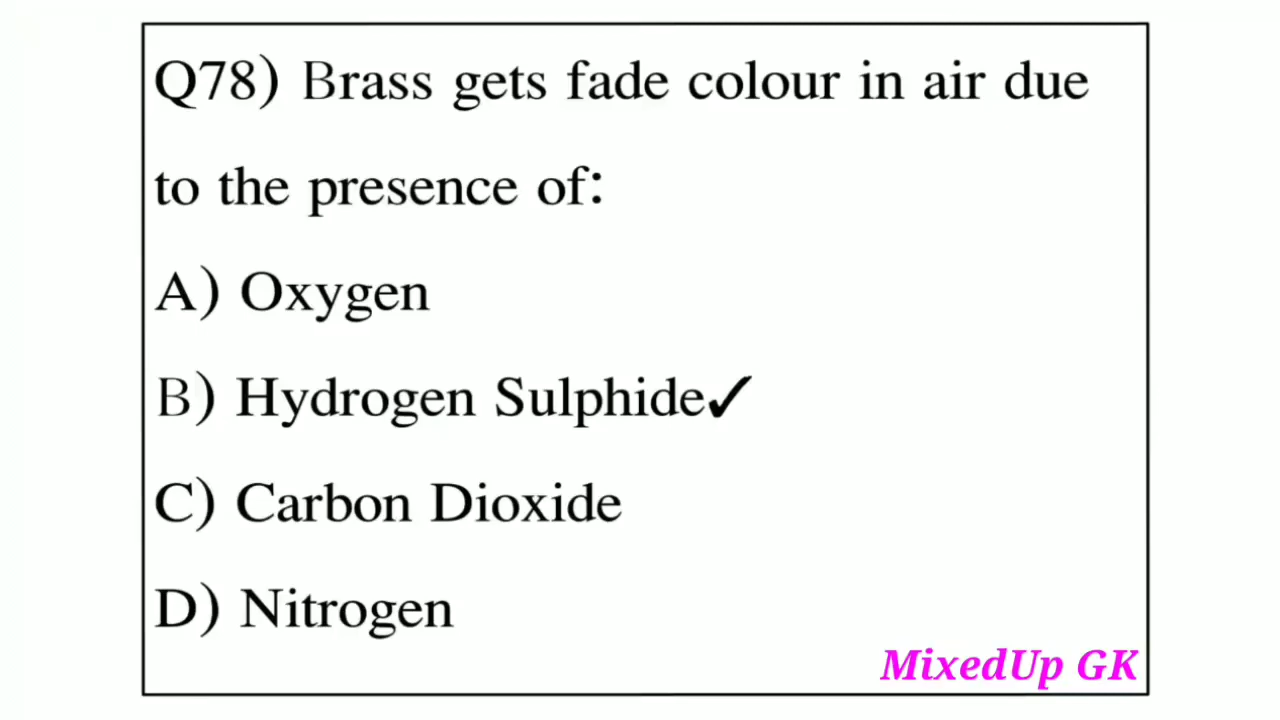 Q78) Brass gets fade colour in air due
to the presence of:
A) Oxygen
B) Hydrogen Sulphide✓
C) Carbon Dioxide
D) Nitrogen
MixedUp GK